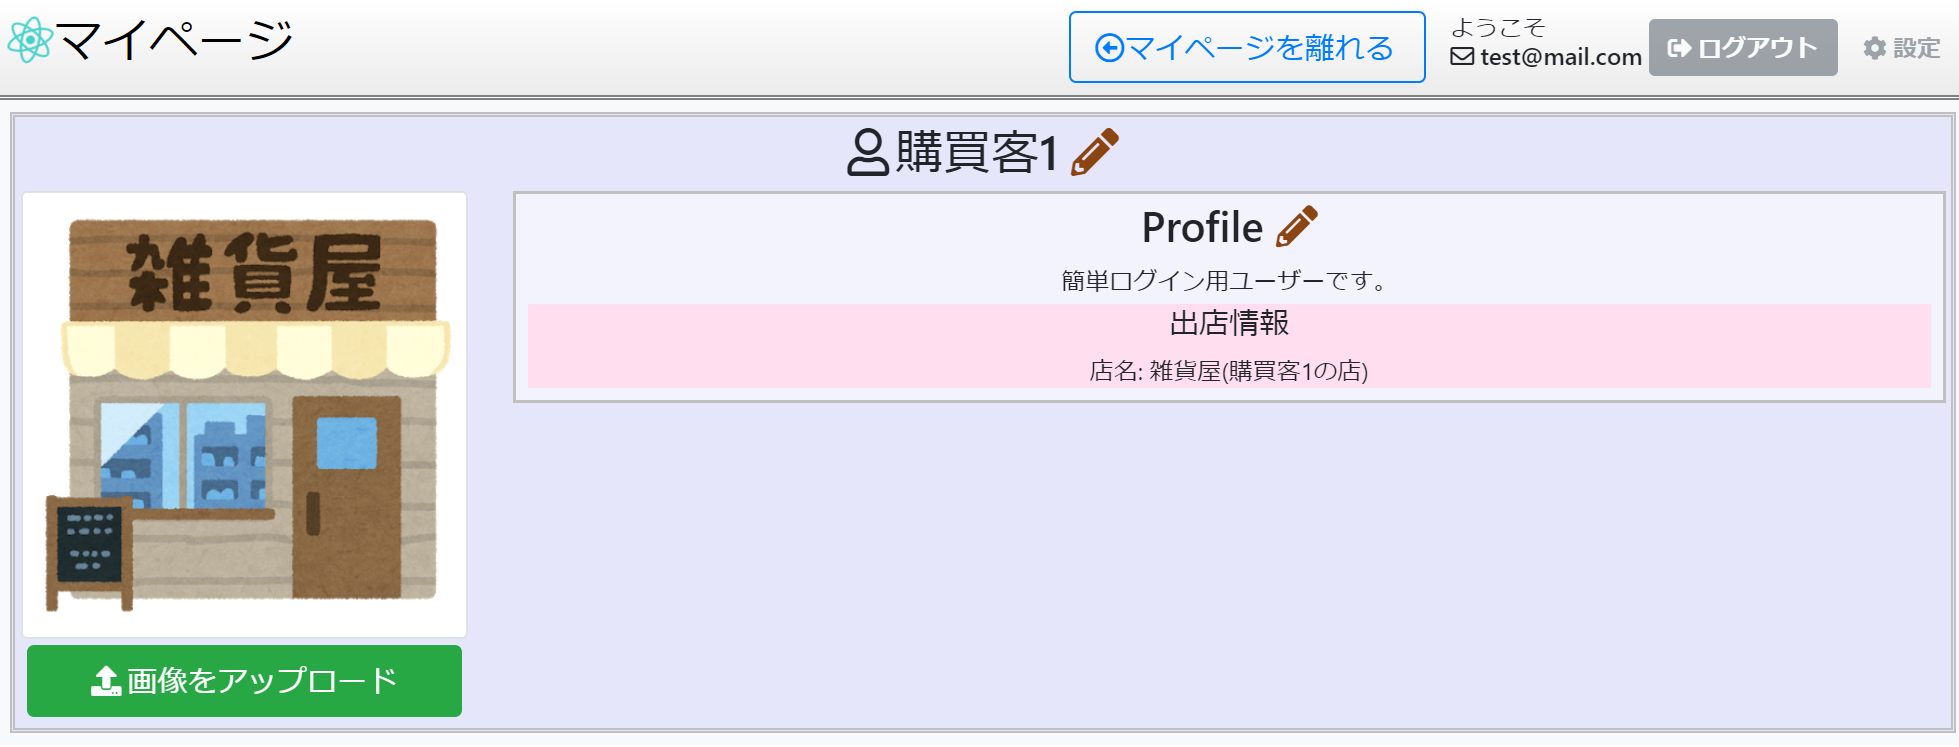 マイページ
マイページを離れる
ようこそ
test@mail.com
ログアウト
設定
購買客1
雑貨屋
Profile
簡単ログイン用ユーザーです。
出店情報
店名: 雑貨屋(購買客1の店)
画像をアップロード